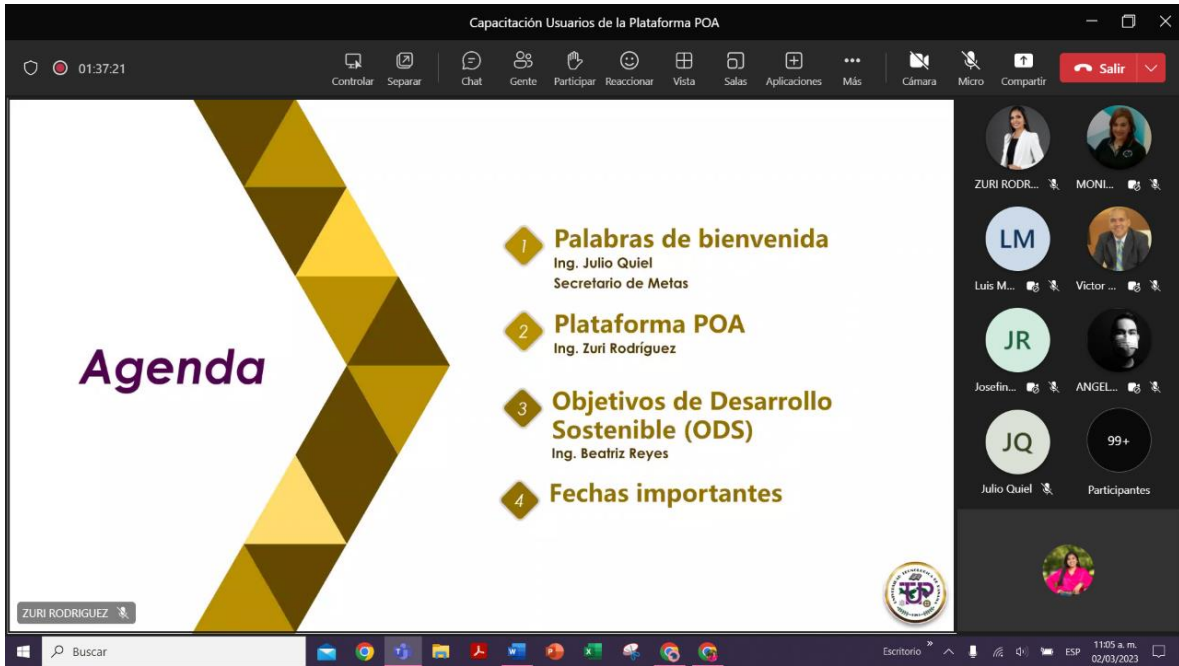 Capacitación Usuarios de la Plataforma POA
01:37:21
Controlar
Separar
Chat
Gente
Participar
Reaccionar
Vista
Salas
Aplicaciones
Más
Cámara
Micro
Compartir
Salir
Agenda
1
Palabras de bienvenida
Ing. Julio Quiel
Secretario de Metas
2
Plataforma POA
Ing. Zuri Rodríguez
3
Objetivos de Desarrollo
Sostenible (ODS)
Ing. Beatriz Reyes
4
Fechas importantes
ZURI RODRIGUEZ
ZURI RODR...
MONI...
LM
Luis M...
Victor ...
JR
Josefin...
ANGEL...
JQ
Julio Quiel
99+
Participantes
UTP
Buscar
Escritorio
ESP
11:05 a. m.
02/03/2023